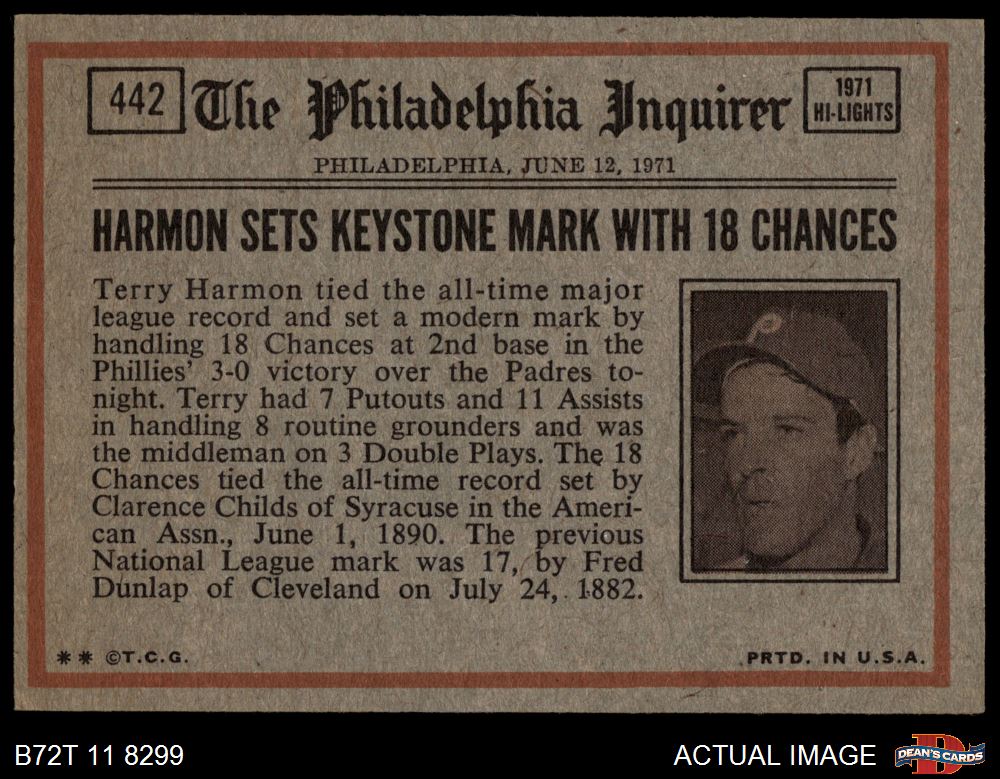 442
The Philadelphia Inquirer
1971
HI-LIGHTS
PHILADELPHIA, JUNE 12, 1971
HARMON SETS KEYSTONE MARK WITH 18 CHANCES
Terry Harmon tied the all-time major
league record and set a modern mark by
handling 18 Chances at 2nd base in the
Phillies' 3-0 victory over the Padres to-
night. Terry had 7 Putouts and 11 Assists
in handling 8 routine grounders and was
the middleman on 3 Double Plays. The 18
Chances tied the all-time record set by
Clarence Childs of Syracuse in the Ameri-
can Assn., June 1, 1890. The previous
National League mark was 17, by Fred
Dunlap of Cleveland on July 24, 1882.
P
** ©T.C.G.
PRTD. IN U.S.A.
B72T 11 8299
ACTUAL IMAGE
DEAN'S CARDS